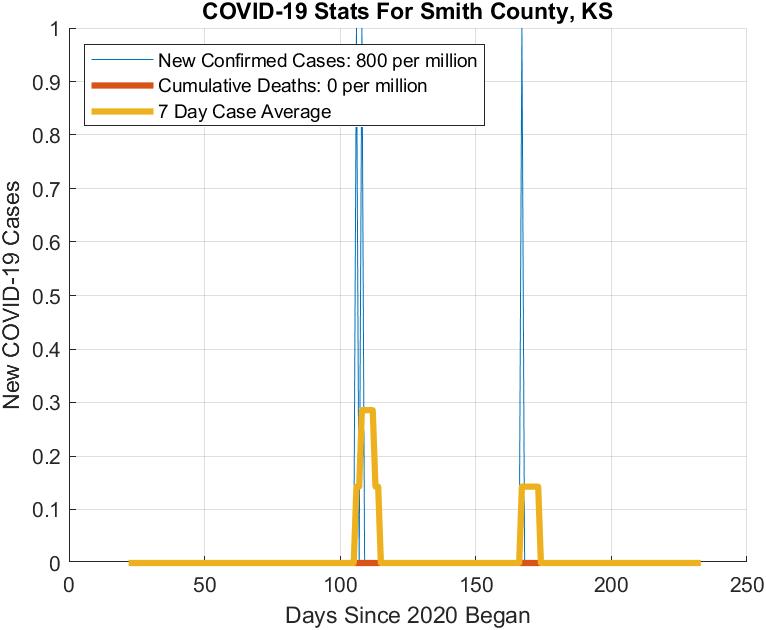 COVID-19 Stats For Smith County, KS
New Confirmed Cases: 800 per million
Cumulative Deaths: 0 per million
7 Day Case Average
New COVID-19 Cases
1
0.9
0.8
0.7
0.6
0.5
0.4
0.3
0.2
0.1
0
0 50 100 150 200 250
Days Since 2020 Began